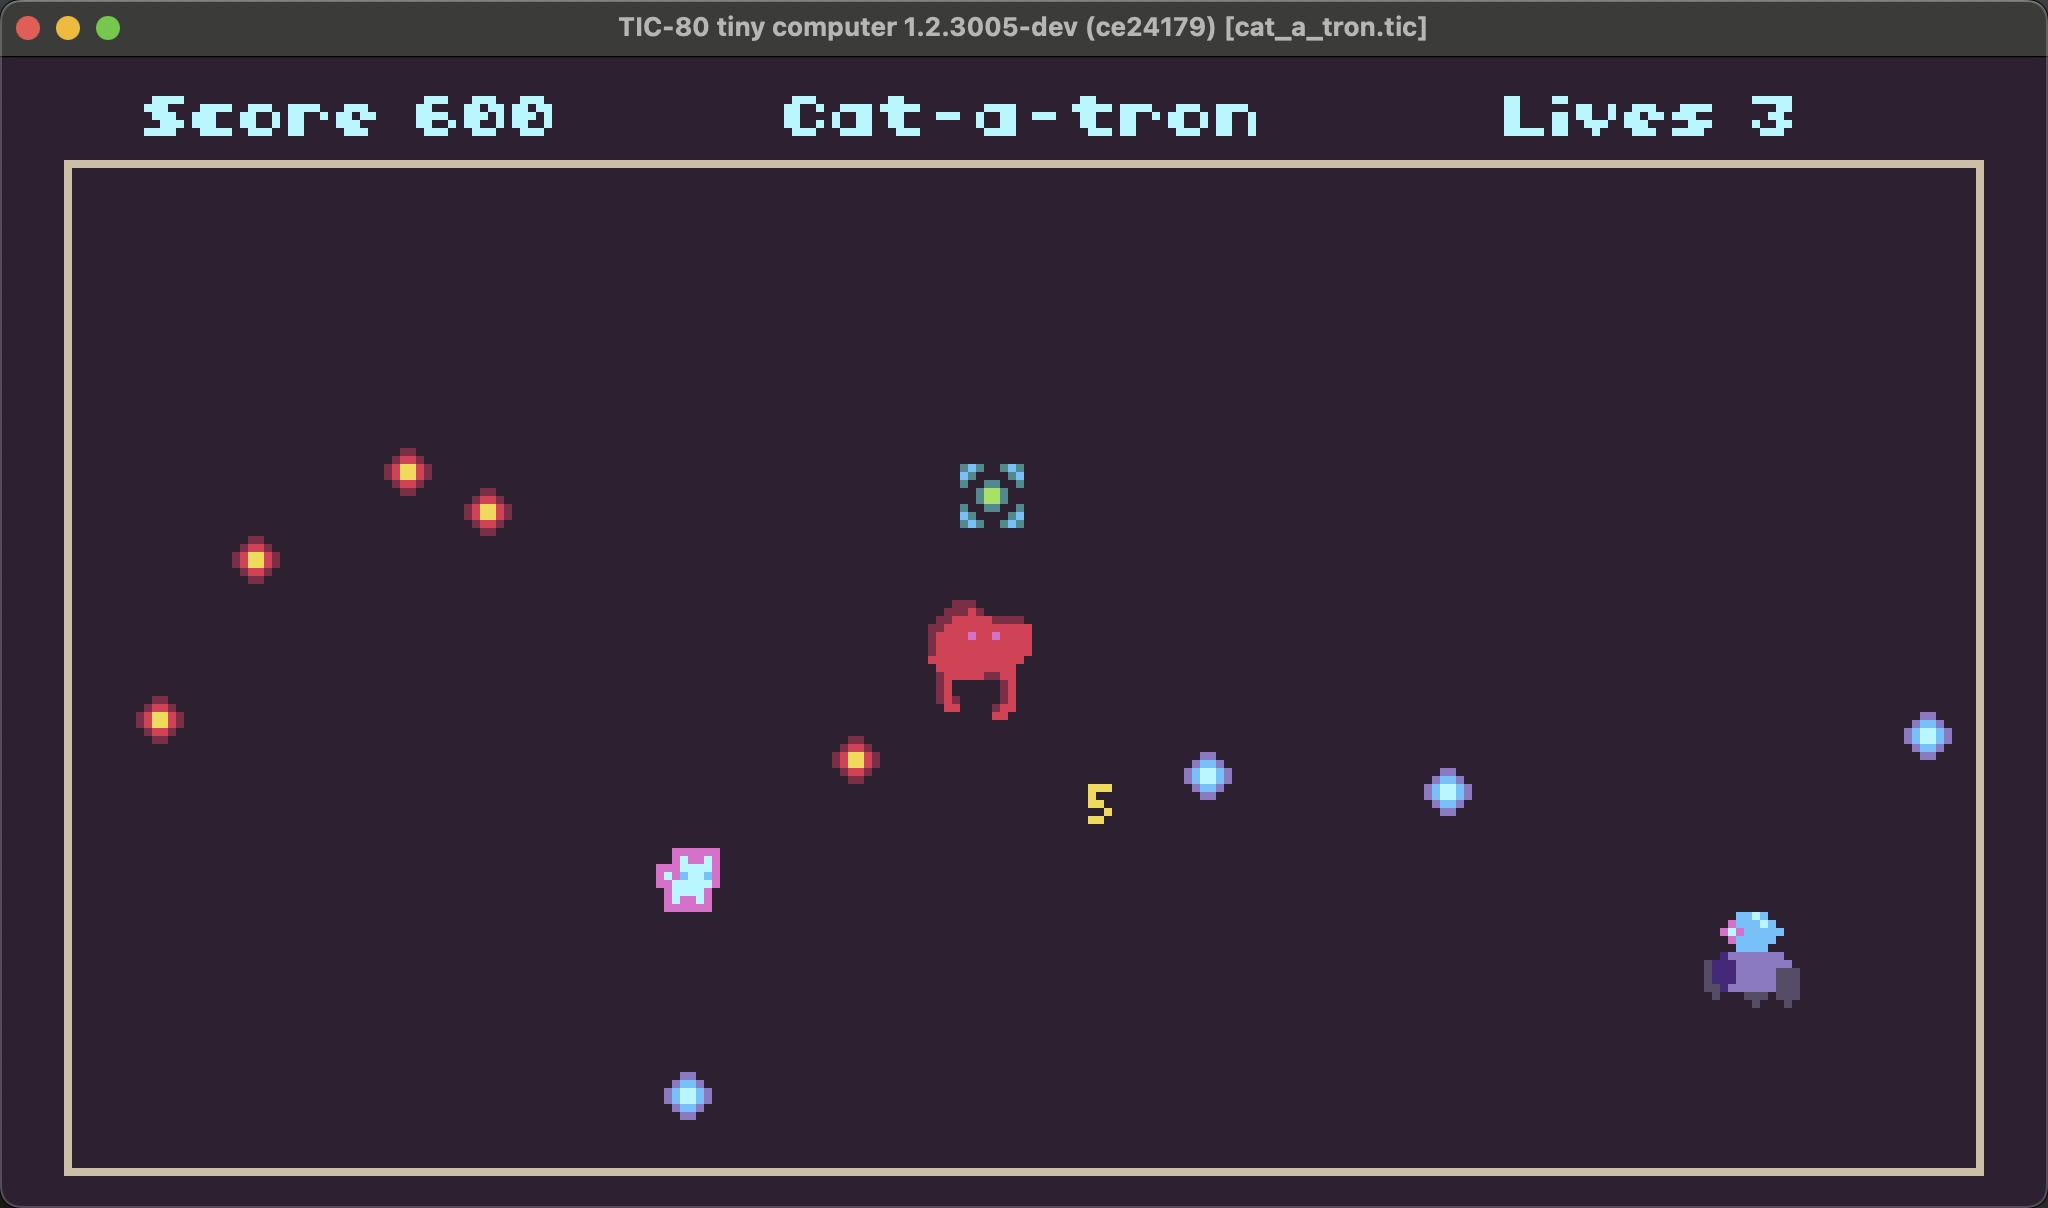 TIC-80 tiny computer 1.2.3005-dev (ce24179) [cat_a_tron.tic]
Score 600 Cat-a-tron Lives 3
5